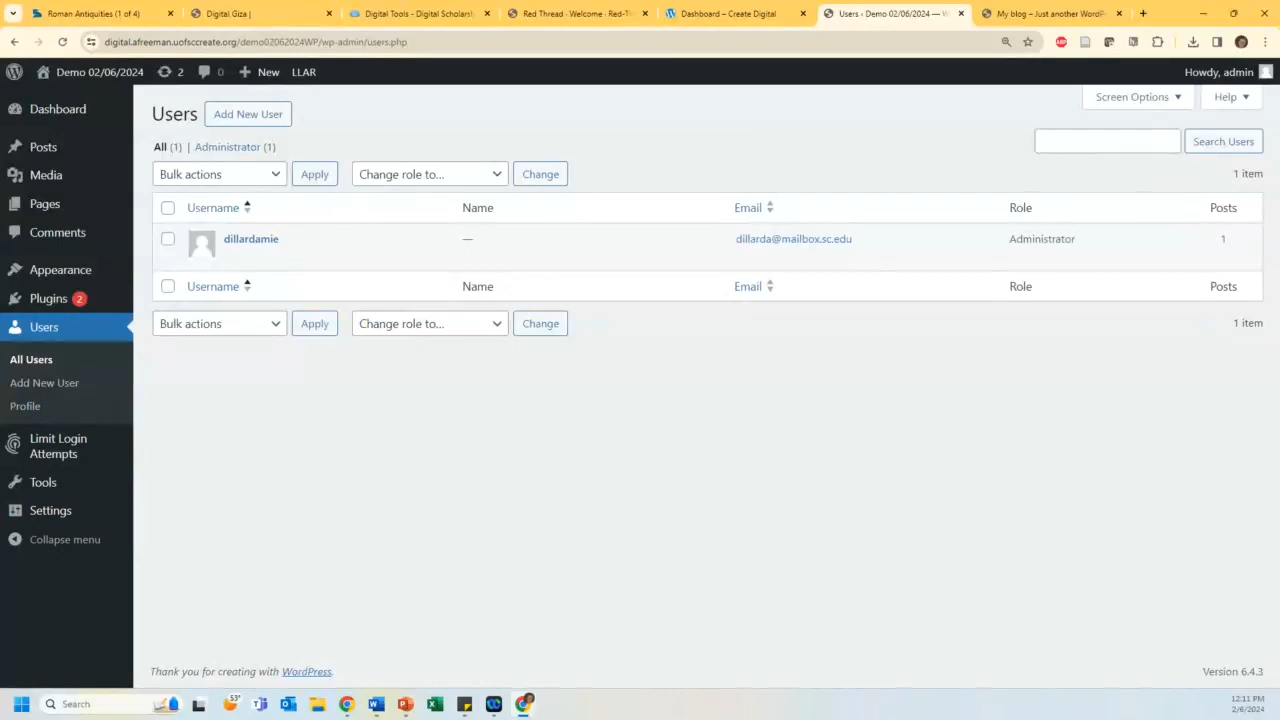 Roman Antiquities (1 of 4)
Digital Giza |
Digital Tools - Digital Scholarsh
Red Thread · Welcome · Red-T
Dashboard – Create Digital
Users ‹ Demo 02/06/2024 — W
My blog – Just another WordP
digital.afreeman.uofsccreate.org/demo02062024WP/wp-admin/users.php
Demo 02/06/2024 2 0 New LLAR Howdy, admin
Dashboard
Posts
Media
Pages
Comments
Appearance
Plugins 2
Users
All Users
Add New User
Profile
Limit Login
Attempts
Tools
Settings
Collapse menu
Screen Options Help
Users Add New User
All (1) | Administrator (1)
Search Users
Bulk actions Apply Change role to... Change 1 item
Username Name Email Role Posts
dillardamie — dillarda@mailbox.sc.edu Administrator 1
Username Name Email Role Posts
Bulk actions Apply Change role to... Change 1 item
Thank you for creating with WordPress. Version 6.4.3
Search
53°
12:11 PM
2/6/2024